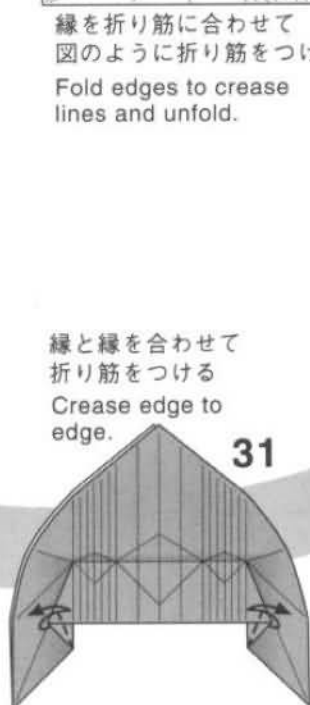 縁を折り筋に合わせて
図のように折り筋をつけ
Fold edges to crease
lines and unfold.
縁と縁を合わせて
折り筋をつける
Crease edge to
edge.
31